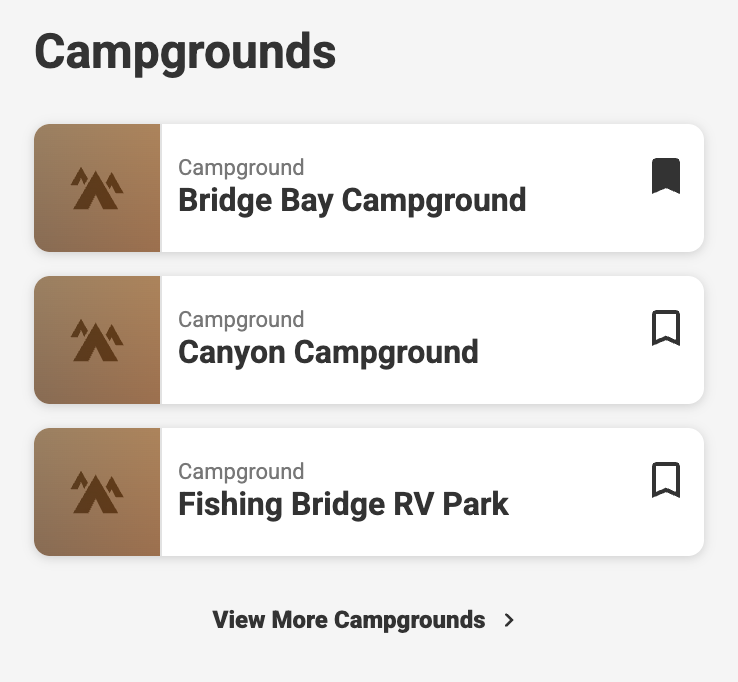 Campgrounds
Campground
Bridge Bay Campground
Campground
Canyon Campground
Campground
Fishing Bridge RV Park
View More Campgrounds